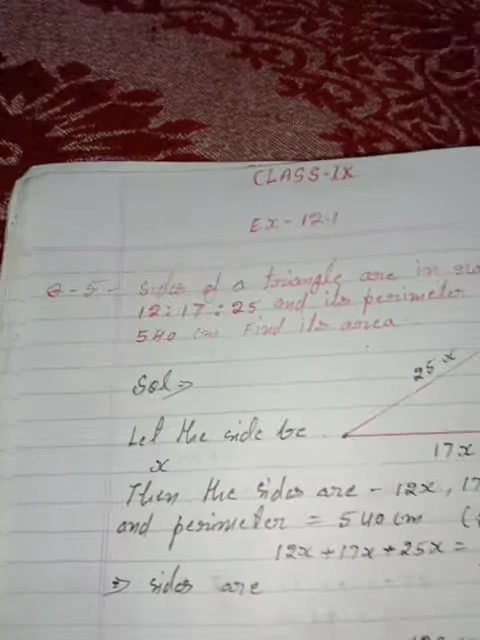 CLASS-IX
Ex-12.1
Q-5- Sides of a triangle are in
12:17:25 and its perimeter
540 cm Find its area
Sol⇒
25x
Let the side be
17x
x
Then the sides are - 12x, 17
and perimeter = 540 cm
12x+17x+25x=
⇒ sides are